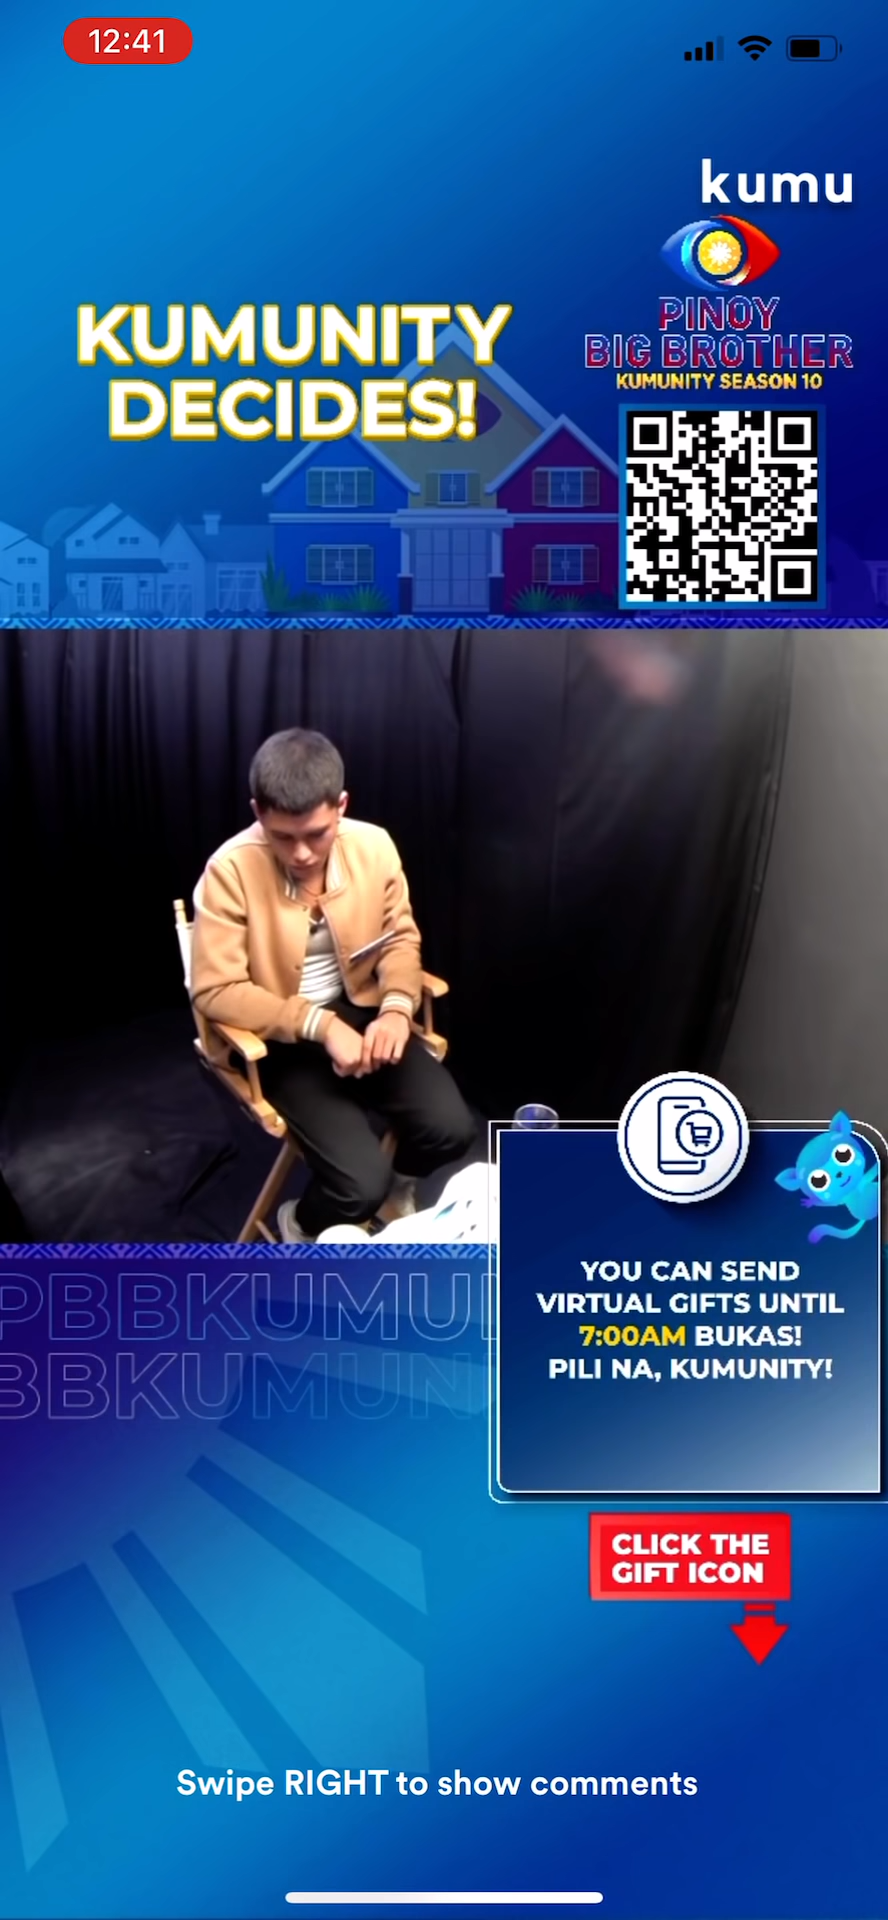 12:41
kumu
PINOY
BIG BROTHER
KUMUNITY SEASON 10
KUMUNITY
DECIDES!
PBBKUMU
BBKUMUN
YOU CAN SEND
VIRTUAL GIFTS UNTIL
7:00AM BUKAS!
PILI NA, KUMUNITY!
CLICK THE
GIFT ICON
Swipe RIGHT to show comments